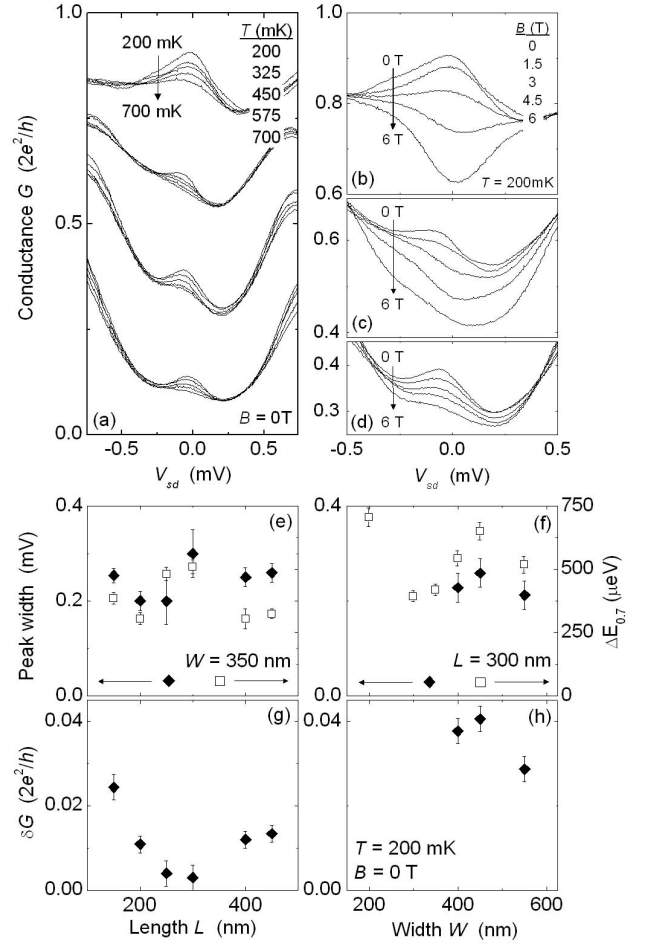 1.0
0.5
0.0
Conductance G (2e²/h)
200 mK
700 mK
T (mK)
200
325
450
575
700
(a)
B = 0T
-0.5 0.0 0.5
V_sd (mV)
1.0
0.8
0.6
0 T
6 T
B (T)
0
1.5
3
4.5
6
(b)
T = 200mK
0.6
0.4
0 T
6 T
(c)
0.4
0.3
0 T
6 T
(d)
-0.5 0.0 0.5
V_sd (mV)
Peak width (mV)
0.4
0.2
0.0
(e)
W = 350 nm
0.4
0.2
0.0
(f)
L = 300 nm
750
500
250
0
ΔE_0.7 (μeV)
δG (2e²/h)
0.04
0.02
0.00
(g)
200 400
Length L (nm)
0.04
0.02
0.00
(h)
T = 200 mK
B = 0 T
200 400 600
Width W (nm)